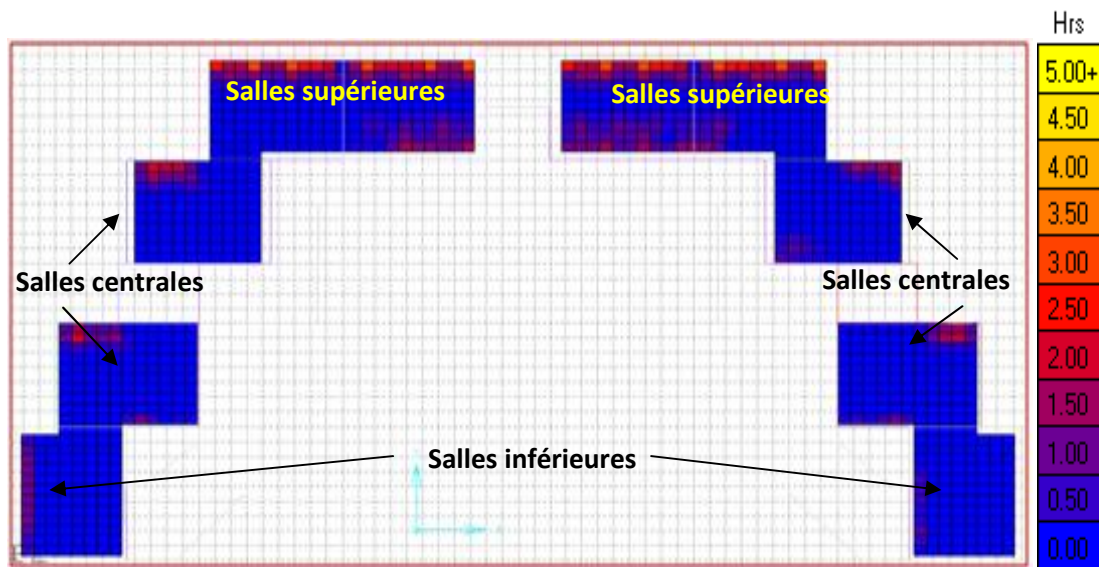 Hrs
5.00+
4.50
4.00
3.50
3.00
2.50
2.00
1.50
1.00
0.50
0.00
Salles supérieures
Salles supérieures
Salles centrales
Salles centrales
Salles inférieures